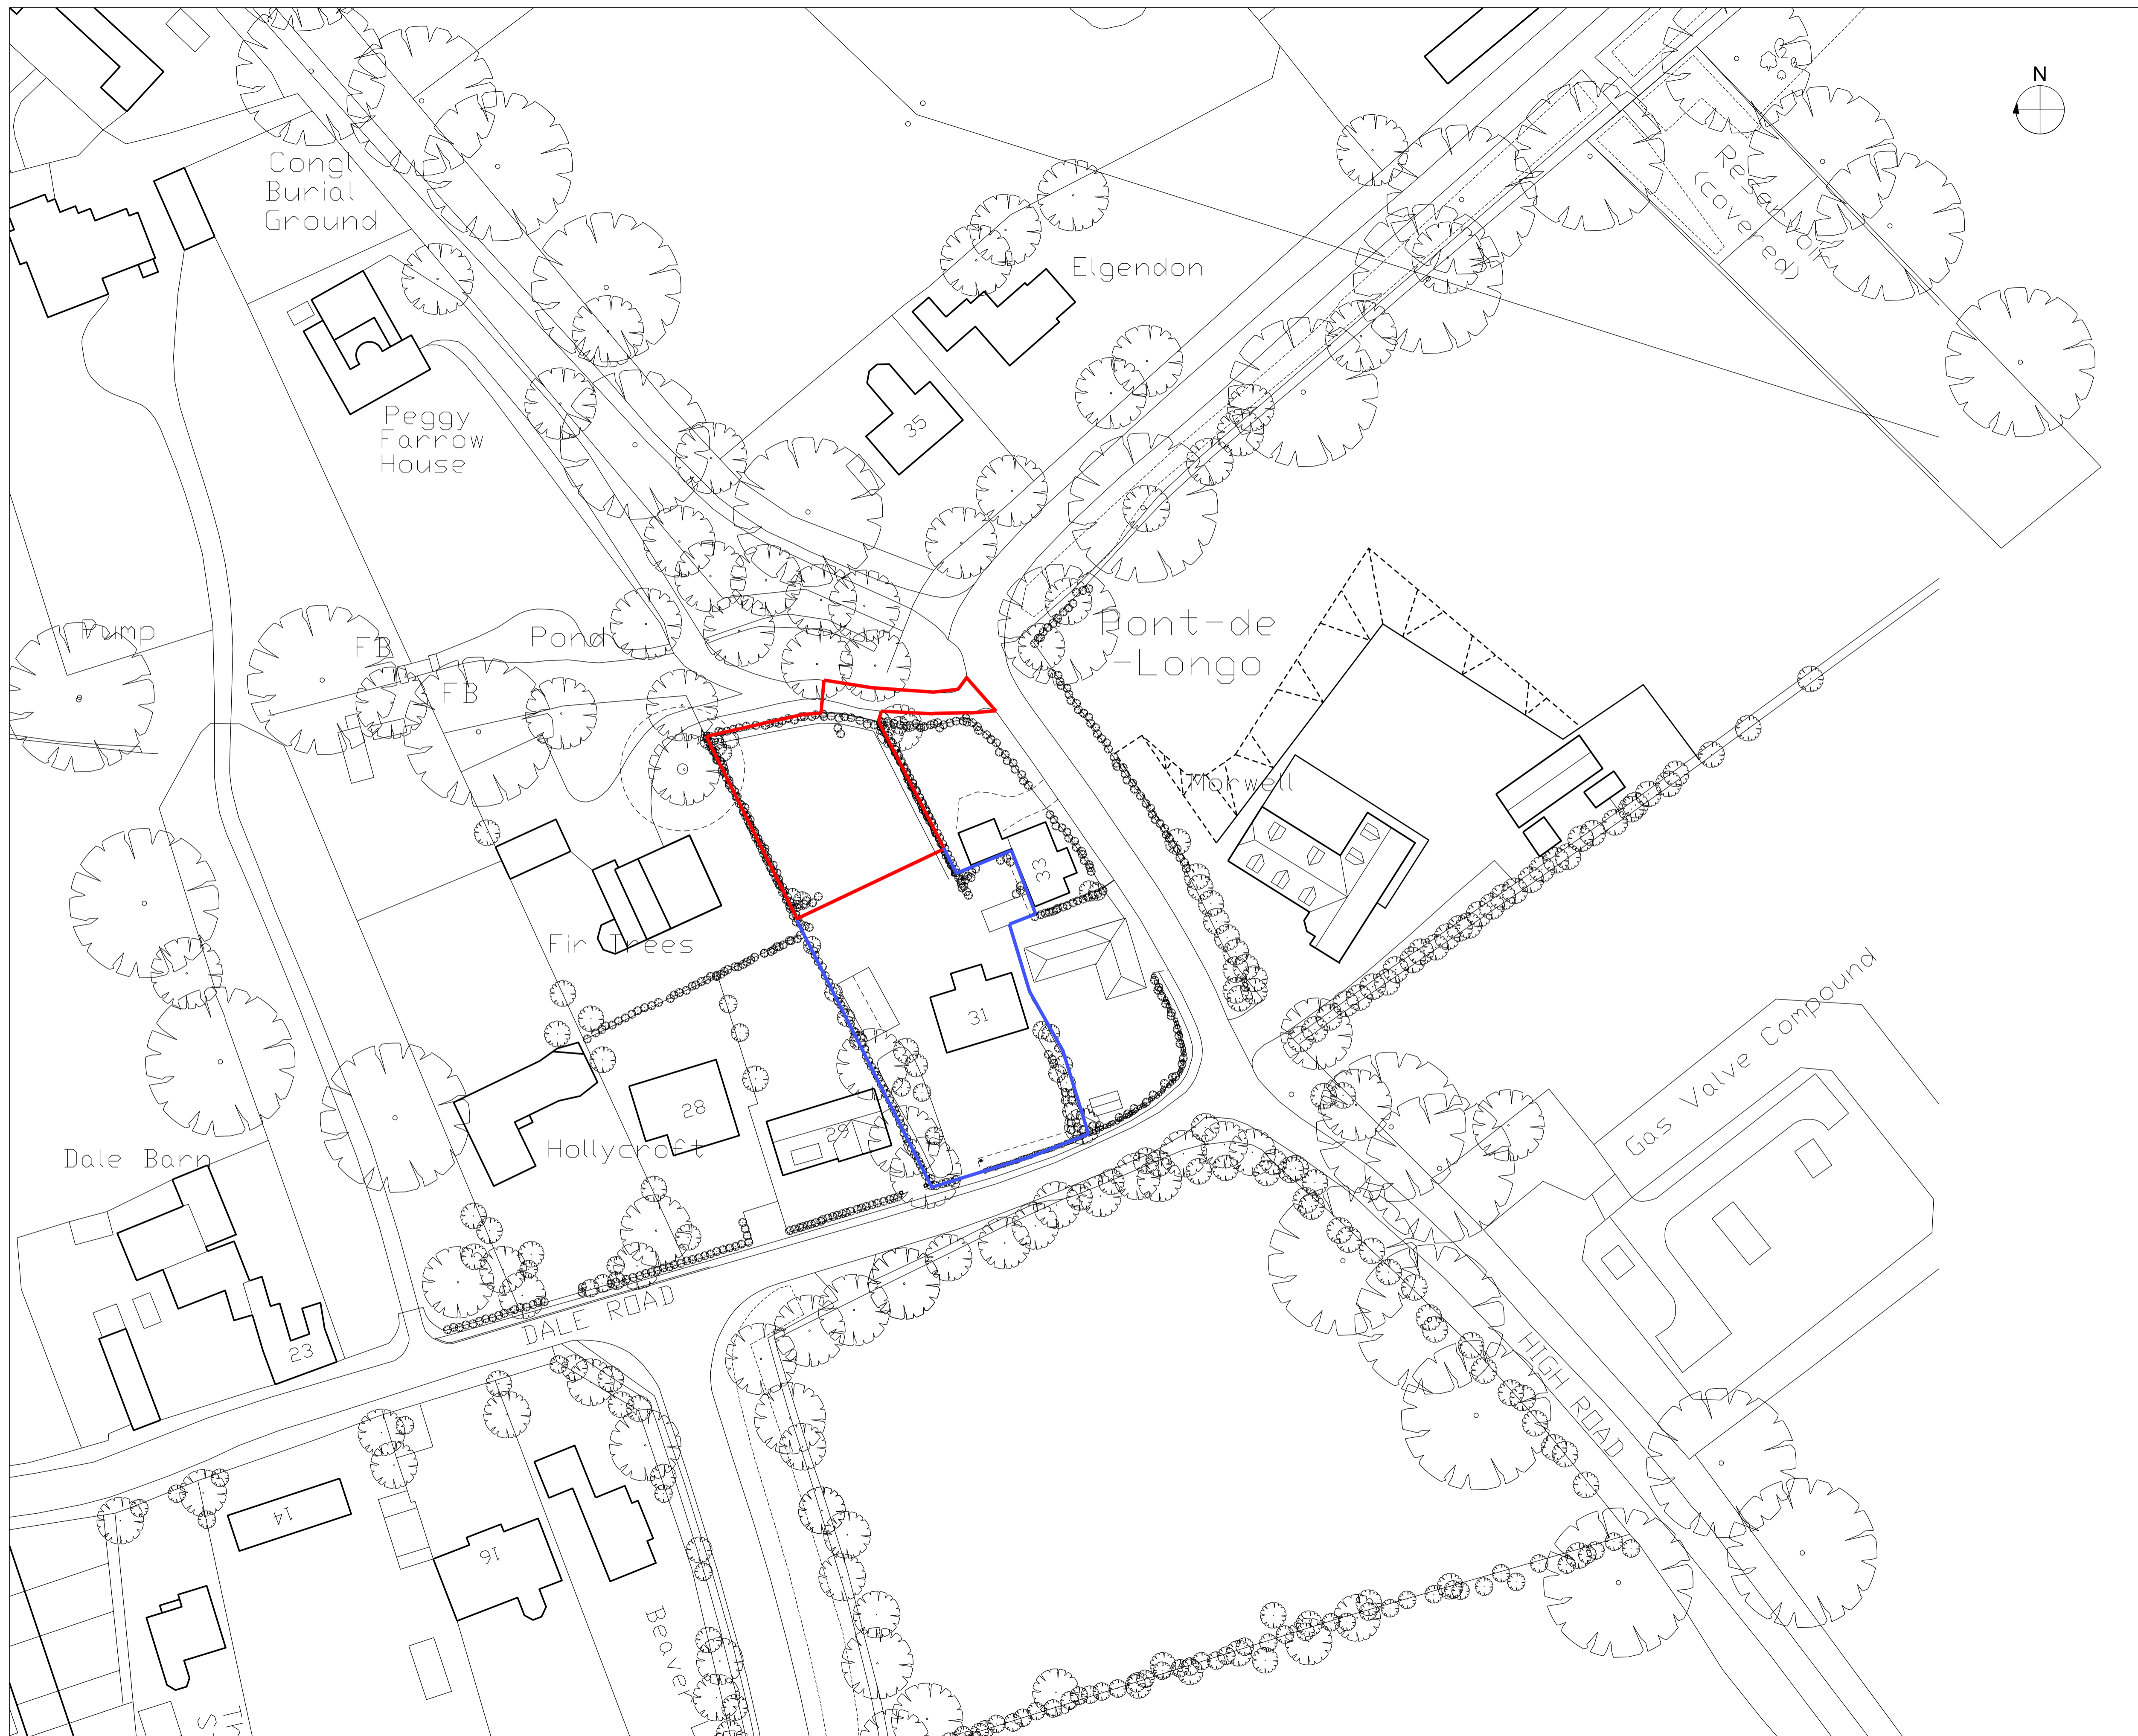 N
Congl
Burial
Ground
Reservoir
(covered)
Elgendon
35
Peggy
Farrow
House
Pump
FB
Pond
FB
Pont-de
-Longo
Morwell
33
Fir Trees
31
28
29
Hollycroft
Dale Barn
Gas Valve Compound
DALE ROAD
23
HIGH ROAD
14
16
Beaver
Th